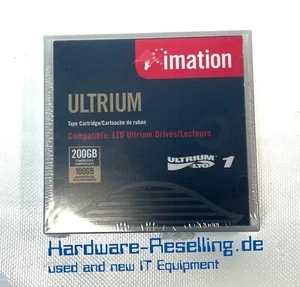 imation
ULTRIUM
Tape Cartridge/Cartouche de ruban
Compatible: LTO Ultrium Drives/Lecteurs
200GB
100GB
ULTRIUM 1
LTO
Hardware-Reselling.de
used and new IT Equipment